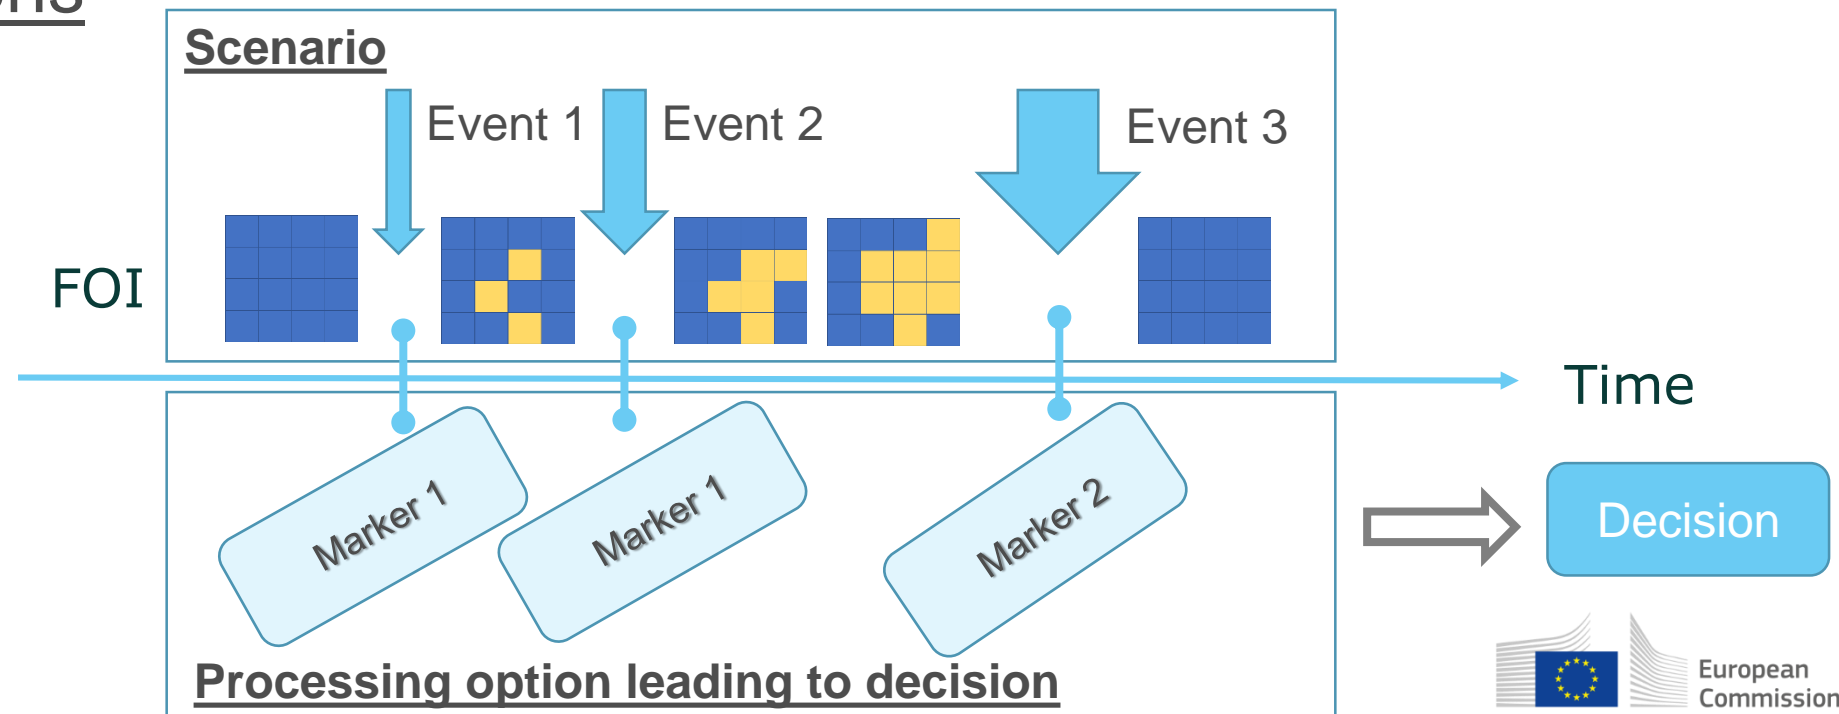 Scenario
Event 1
Event 2
Event 3
FOI
Time
Marker 1
Marker 1
Marker 2
Decision
Processing option leading to decision
European
Commission